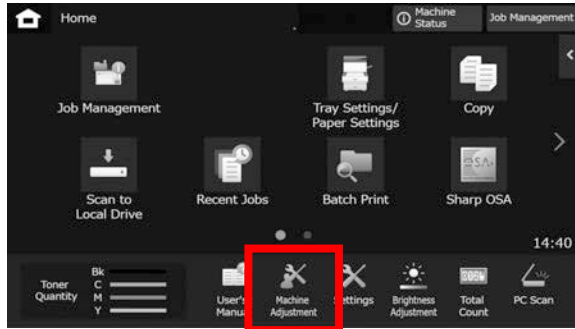 Home
Machine
Status
Job Management
Job Management
Tray Settings/
Paper Settings
Copy
Scan to
Local Drive
Recent Jobs
Batch Print
Sharp OSA
14:40
Toner
Quantity
Bk
C
M
Y
User's
Manual
Machine
Adjustment
Settings
Brightness
Adjustment
Total
Count
PC Scan